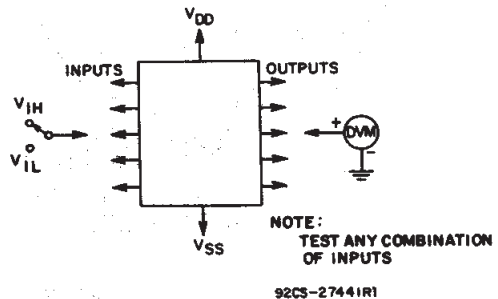 VDD
INPUTS
OUTPUTS
VIH
VIL
+
DVM
-
VSS
NOTE:
TEST ANY COMBINATION
OF INPUTS
92CS-27441R1